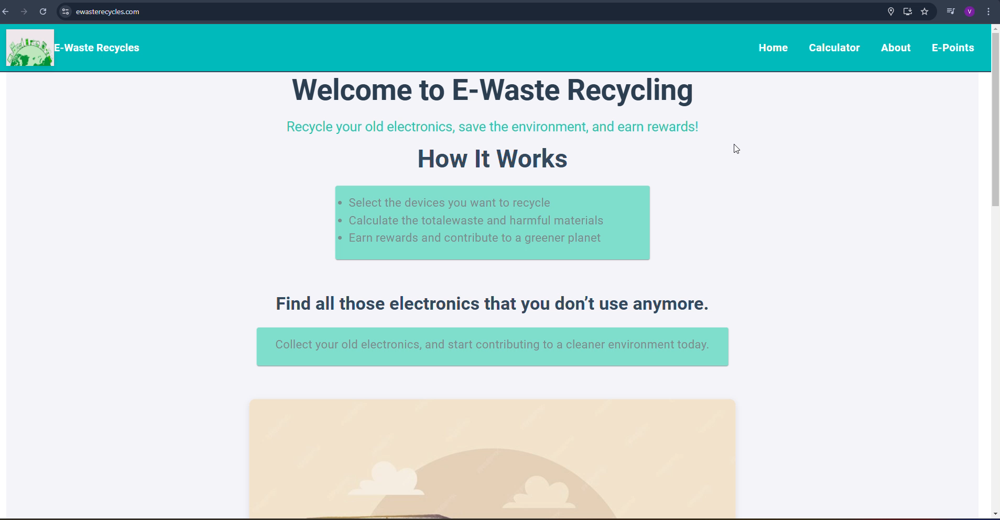 ewasterecycles.com
V
E-Waste Recycles
Home Calculator About E-Points
Welcome to E-Waste Recycling
Recycle your old electronics, save the environment, and earn rewards!
How It Works
• Select the devices you want to recycle
• Calculate the totalewaste and harmful materials
• Earn rewards and contribute to a greener planet
Find all those electronics that you don’t use anymore.
Collect your old electronics, and start contributing to a cleaner environment today.